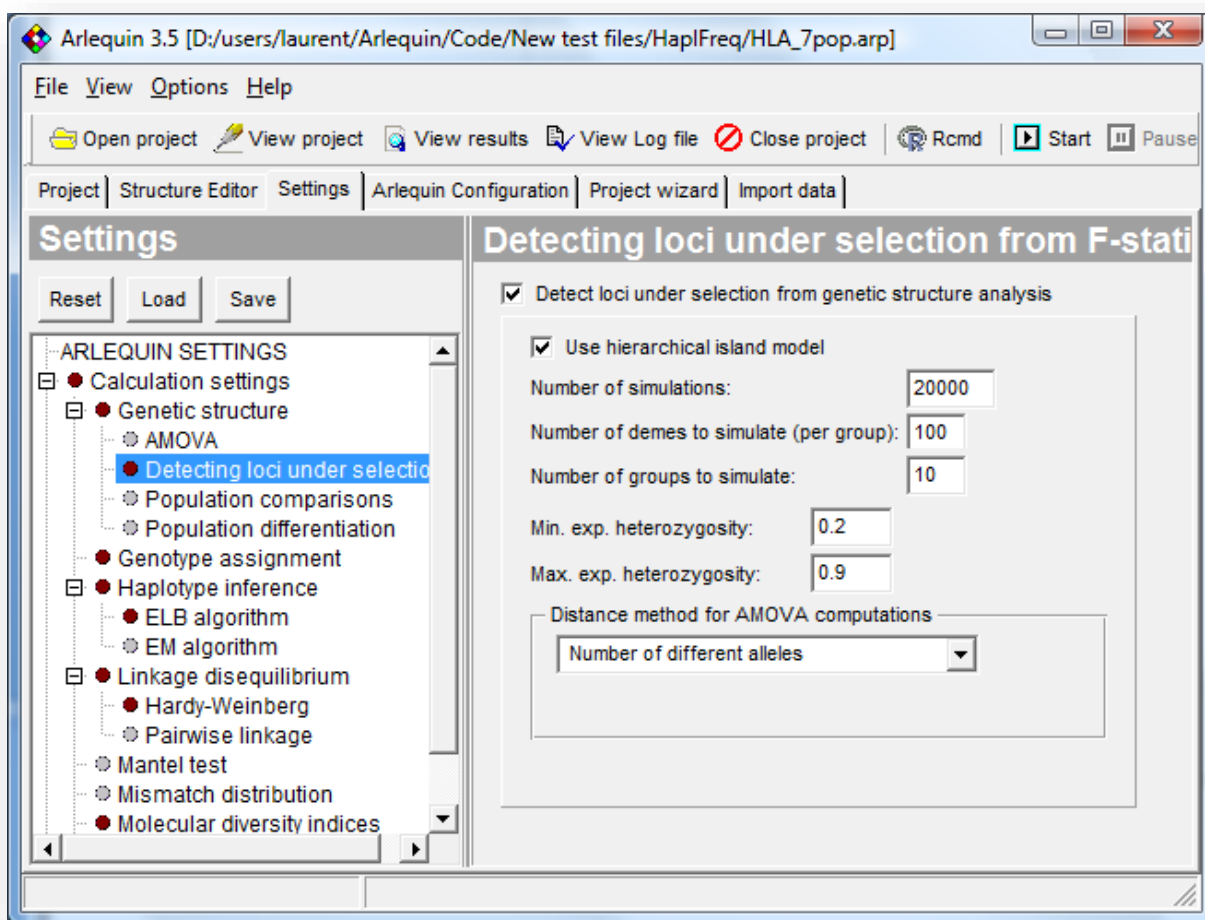 Arlequin 3.5 [D:/users/laurent/Arlequin/Code/New test files/HaplFreq/HLA_7pop.arp]
File View Options Help
Open project View project View results View Log file Close project Rcmd Start Pause
Project Structure Editor Settings Arlequin Configuration Project wizard Import data
Settings
Reset Load Save
ARLEQUIN SETTINGS
Calculation settings
Genetic structure
AMOVA
Detecting loci under selectio
Population comparisons
Population differentiation
Genotype assignment
Haplotype inference
ELB algorithm
EM algorithm
Linkage disequilibrium
Hardy-Weinberg
Pairwise linkage
Mantel test
Mismatch distribution
Molecular diversity indices
Detecting loci under selection from F-stati
Detect loci under selection from genetic structure analysis
Use hierarchical island model
Number of simulations: 20000
Number of demes to simulate (per group): 100
Number of groups to simulate: 10
Min. exp. heterozygosity: 0.2
Max. exp. heterozygosity: 0.9
Distance method for AMOVA computations
Number of different alleles